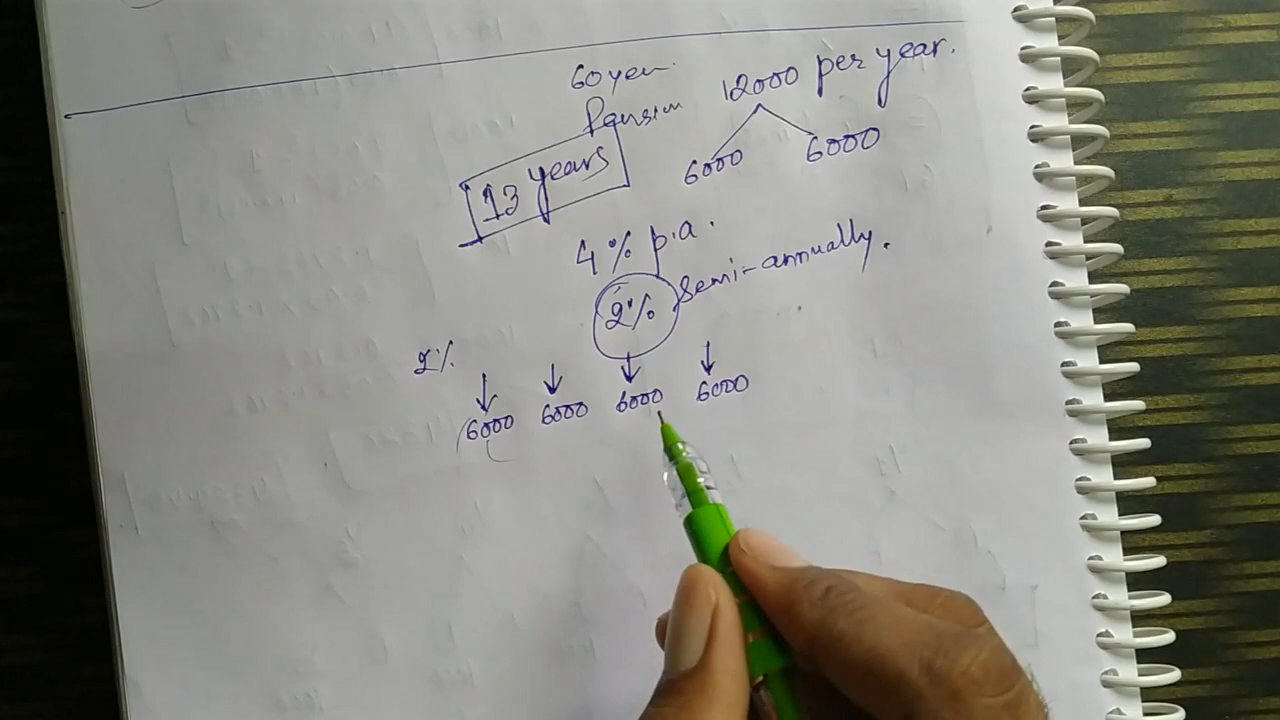 60 year
Pension
12000 per year.
6000 6000
13 years
4% p.a.
2% semi-annually.
2%
6000 6000 6000 6000